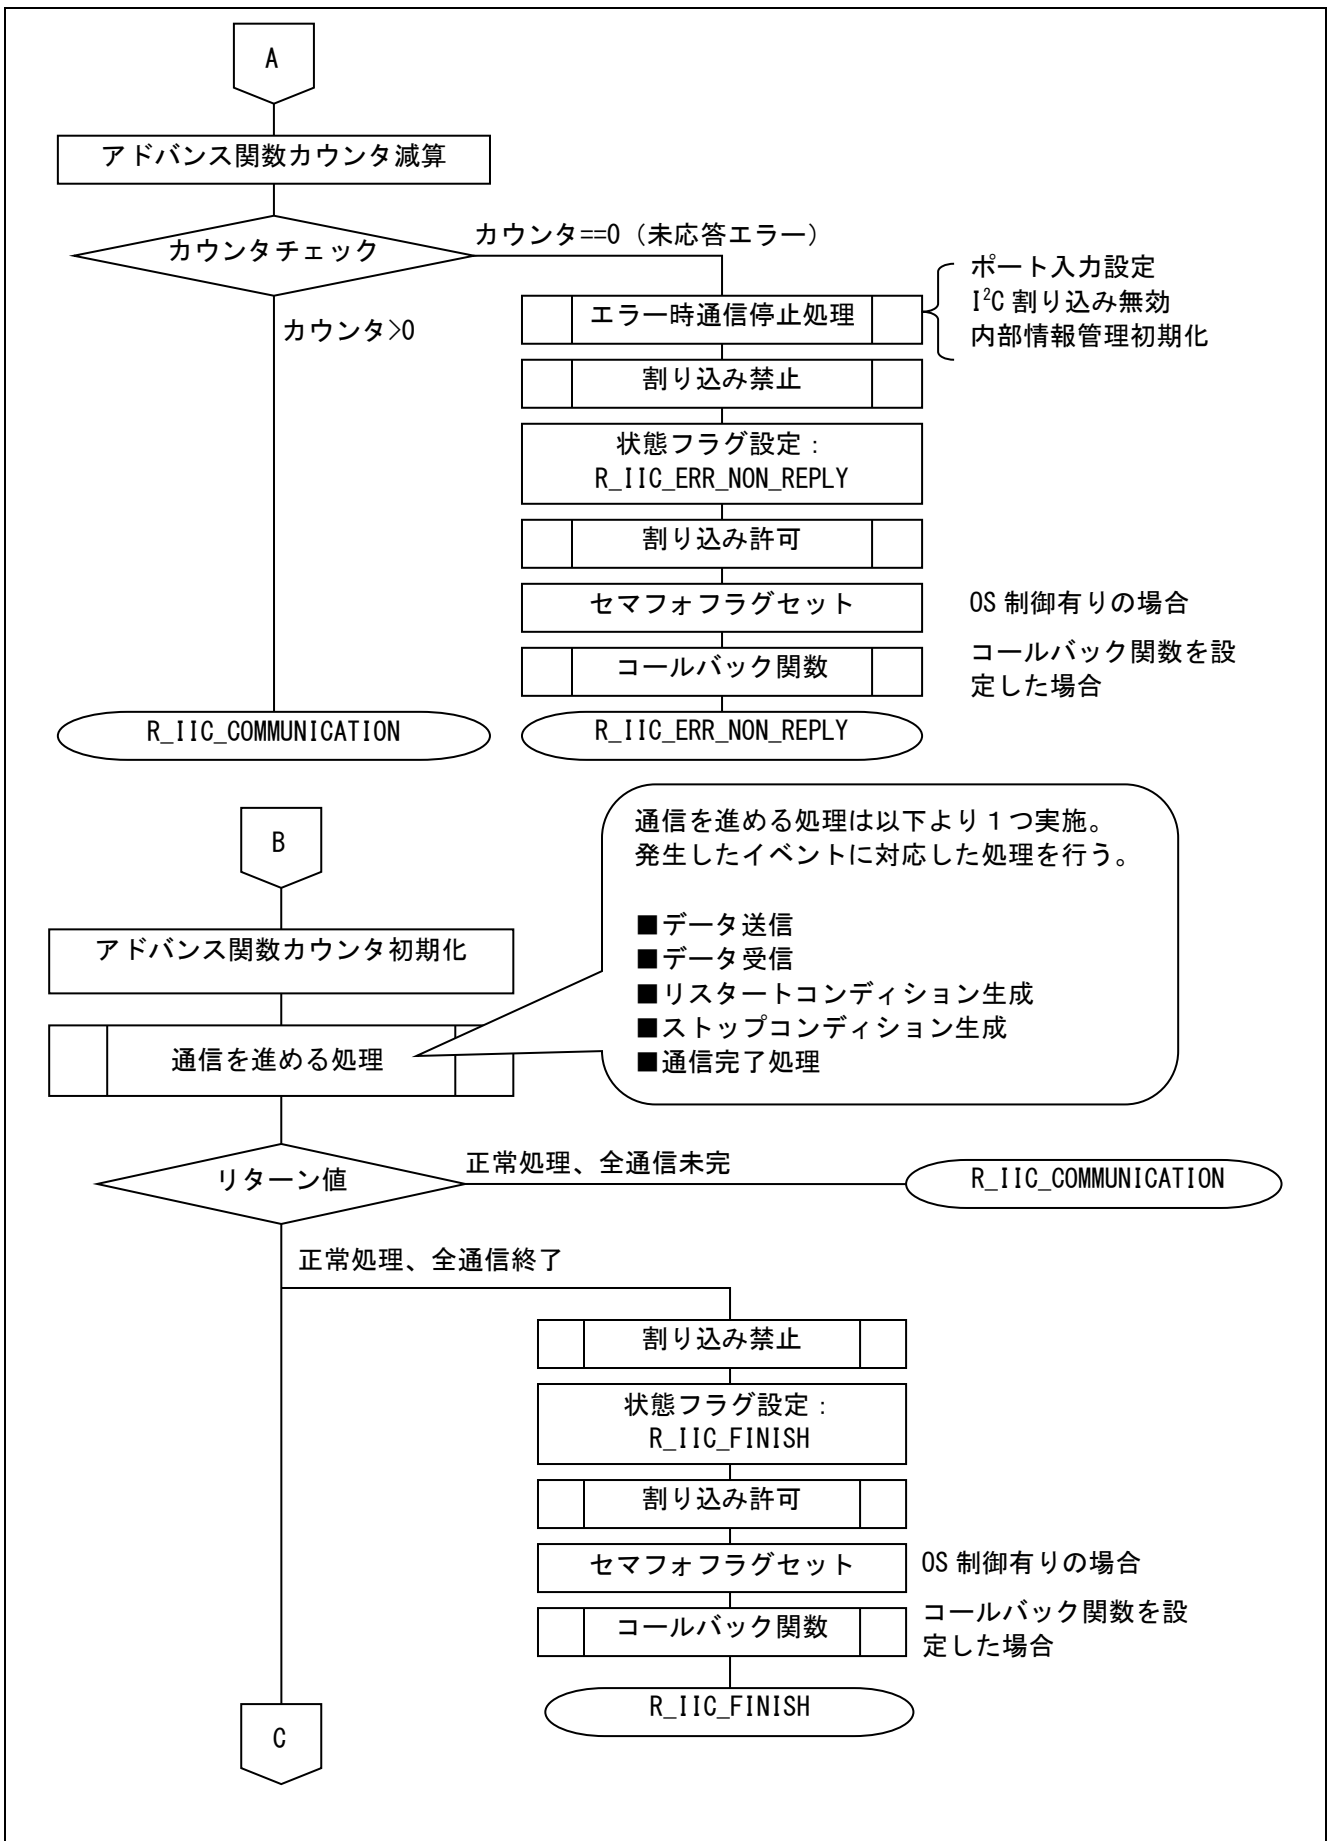 A
アドバンス関数カウンタ減算
カウンタチェック
カウンタ==0（未応答エラー）
カウンタ>0
エラー時通信停止処理
ポート入力設定
I²C 割り込み無効
内部情報管理初期化
割り込み禁止
状態フラグ設定：
R_IIC_ERR_NON_REPLY
割り込み許可
セマフォフラグセット
OS 制御有りの場合
コールバック関数
コールバック関数を設
定した場合
R_IIC_COMMUNICATION
R_IIC_ERR_NON_REPLY
B
通信を進める処理は以下より１つ実施。
発生したイベントに対応した処理を行う。
■データ送信
■データ受信
■リスタートコンディション生成
■ストップコンディション生成
■通信完了処理
アドバンス関数カウンタ初期化
通信を進める処理
リターン値
正常処理、全通信未完
R_IIC_COMMUNICATION
正常処理、全通信終了
割り込み禁止
状態フラグ設定：
R_IIC_FINISH
割り込み許可
セマフォフラグセット
OS 制御有りの場合
コールバック関数
コールバック関数を設
定した場合
R_IIC_FINISH
C